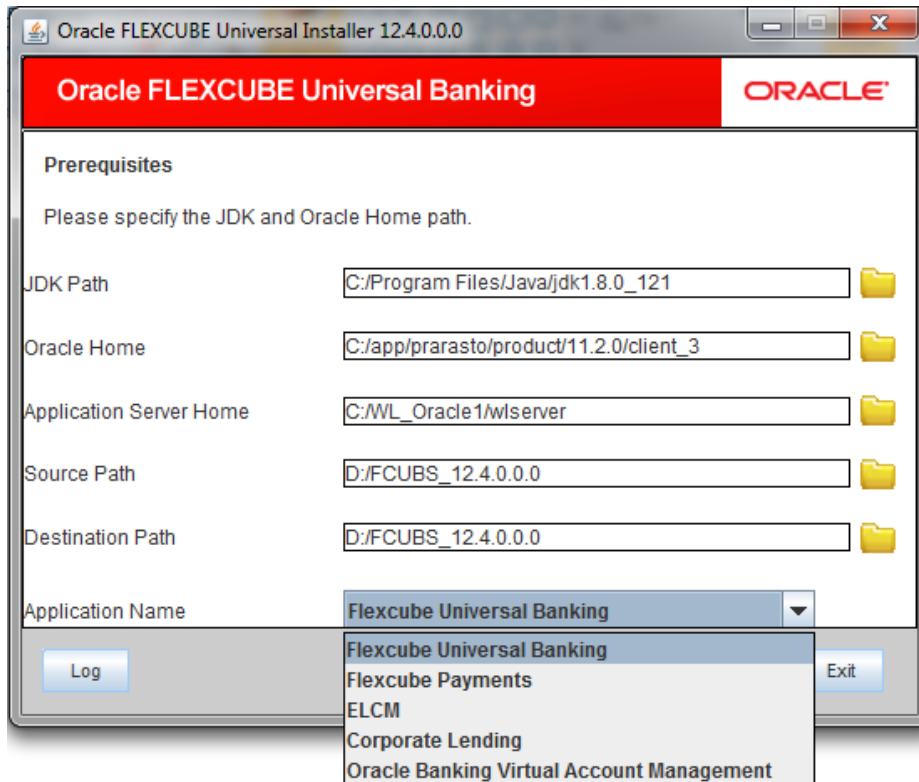 Oracle FLEXCUBE Universal Installer 12.4.0.0.0
Oracle FLEXCUBE Universal Banking
ORACLE
Prerequisites
Please specify the JDK and Oracle Home path.
JDK Path C:/Program Files/Java/jdk1.8.0_121
Oracle Home C:/app/prarasto/product/11.2.0/client_3
Application Server Home C:/WL_Oracle1/wlserver
Source Path D:/FCUBS_12.4.0.0.0
Destination Path D:/FCUBS_12.4.0.0.0
Application Name Flexcube Universal Banking
Flexcube Universal Banking
Log Exit
Flexcube Payments
ELCM
Corporate Lending
Oracle Banking Virtual Account Management